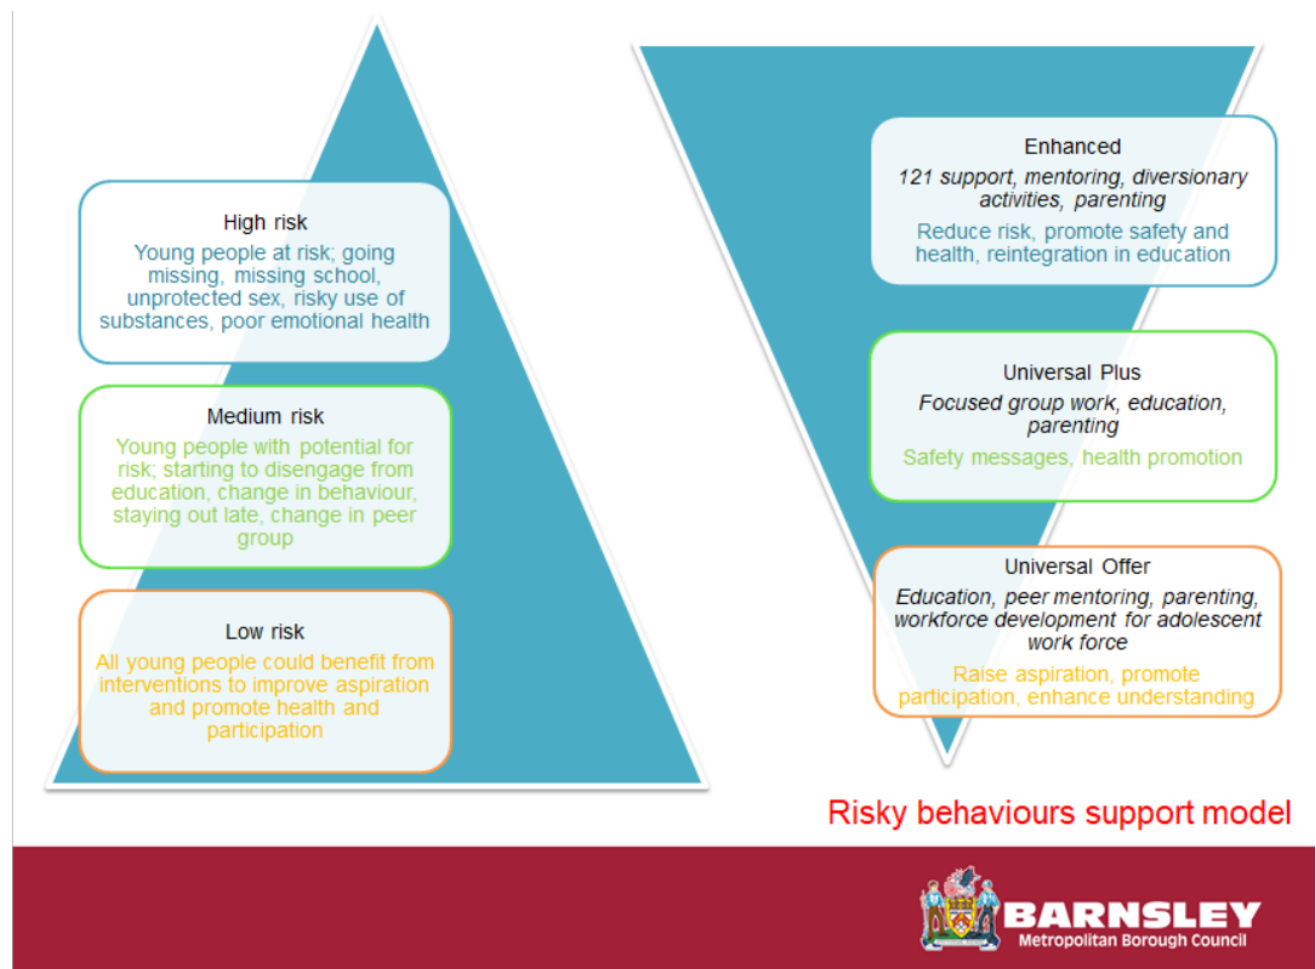 High risk
Young people at risk; going
missing, missing school,
unprotected sex, risky use of
substances, poor emotional health
Medium risk
Young people with potential for
risk; starting to disengage from
education, change in behaviour,
staying out late, change in peer
group
Low risk
All young people could benefit from
interventions to improve aspiration
and promote health and
participation
Enhanced
121 support, mentoring, diversionary
activities, parenting
Reduce risk, promote safety and
health, reintegration in education
Universal Plus
Focused group work, education,
parenting
Safety messages, health promotion
Universal Offer
Education, peer mentoring, parenting,
workforce development for adolescent
work force
Raise aspiration, promote
participation, enhance understanding
Risky behaviours support model
BARNSLEY
Metropolitan Borough Council